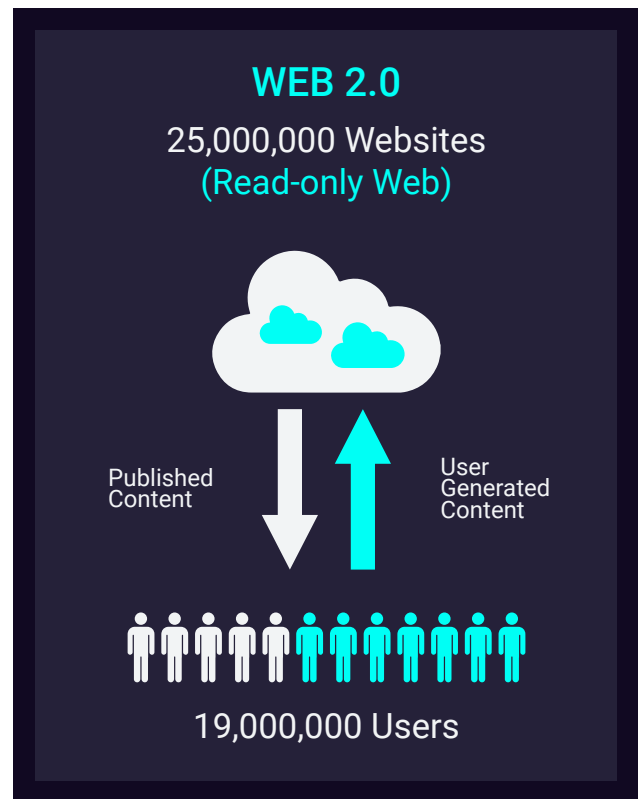 WEB 2.0
25,000,000 Websites
(Read-only Web)
Published
Content
User
Generated
Content
19,000,000 Users